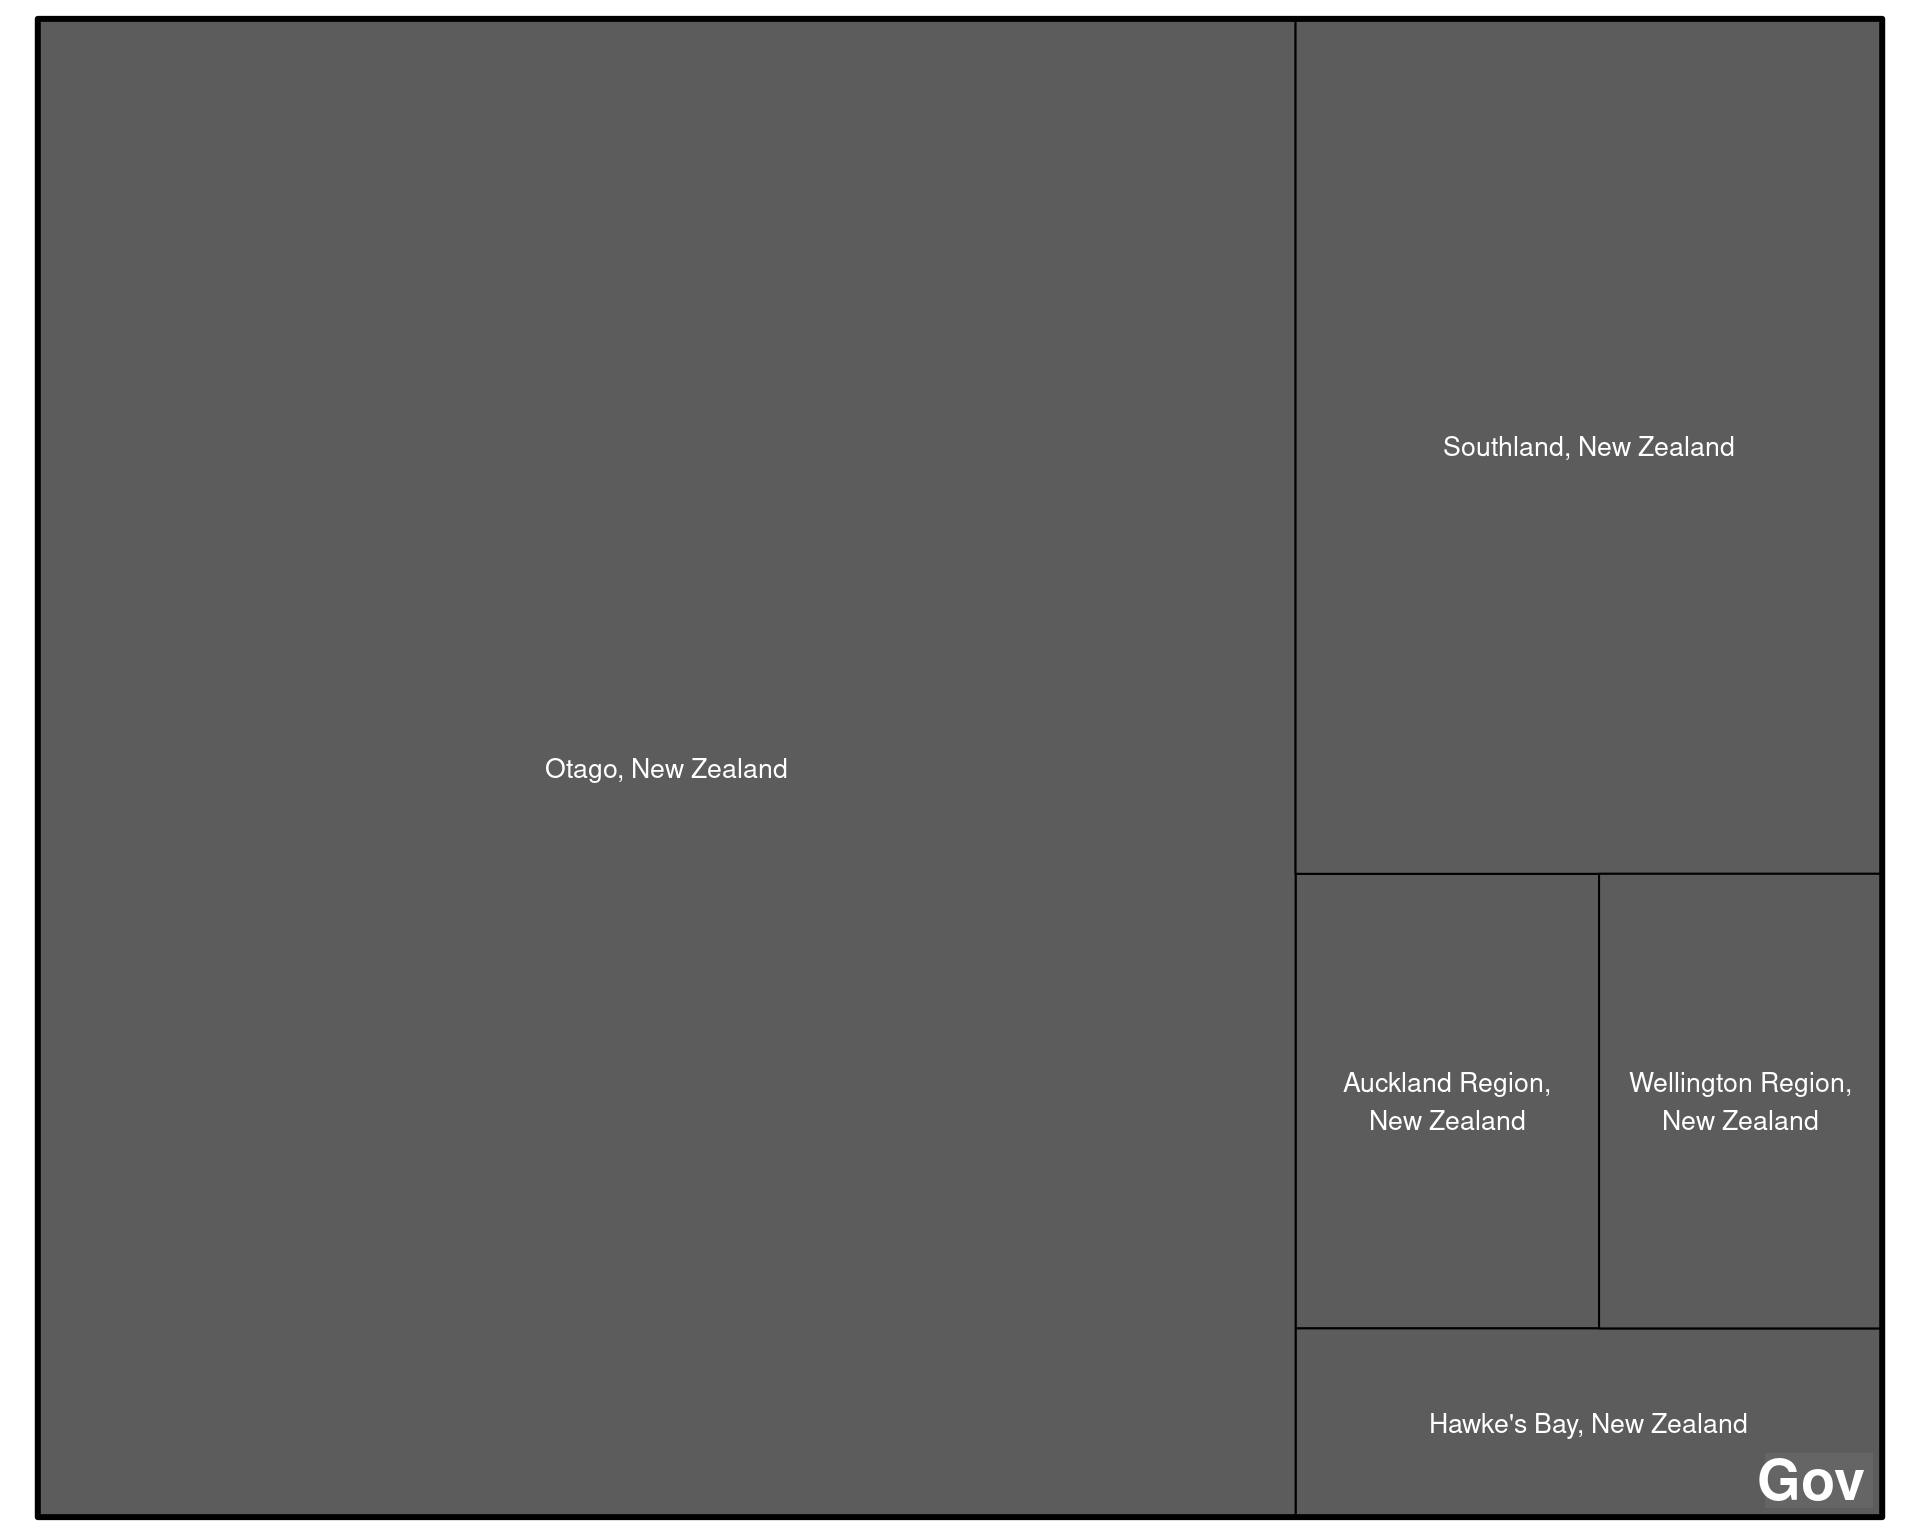 Southland, New Zealand
Otago, New Zealand
Auckland Region,
New Zealand
Wellington Region,
New Zealand
Hawke's Bay, New Zealand
Gov